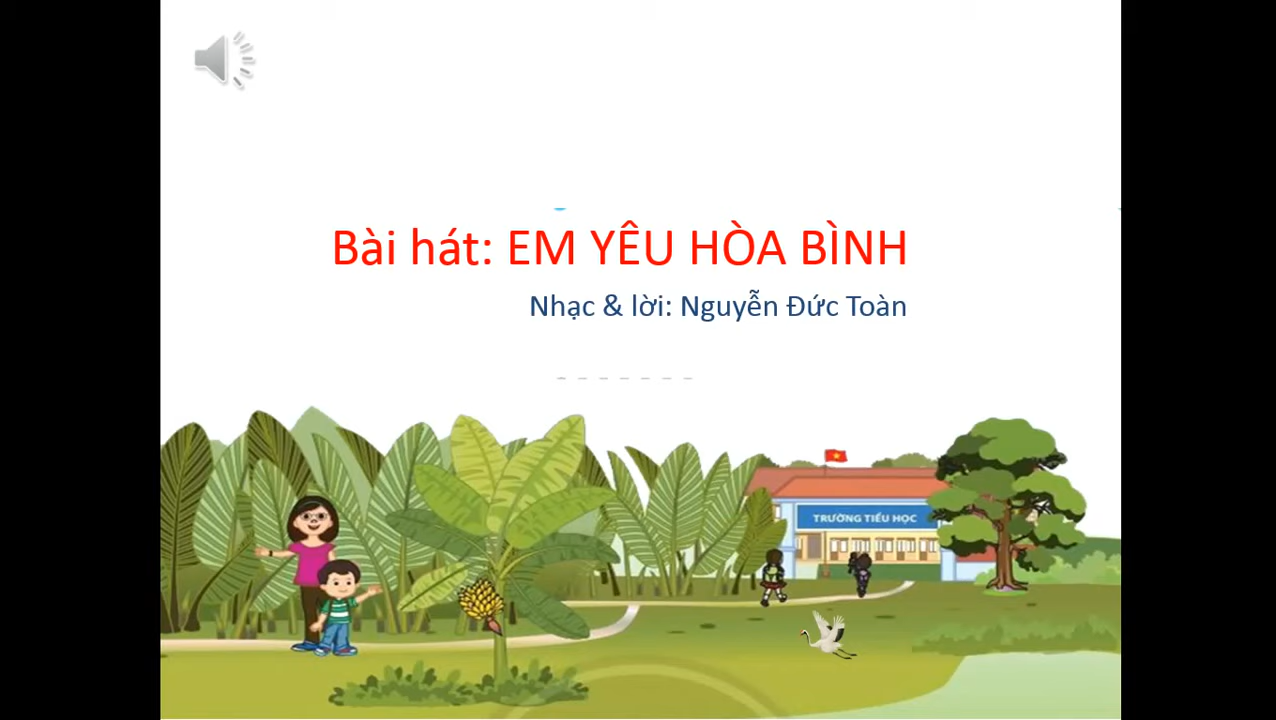 Bài hát: EM YÊU HÒA BÌNH
Nhạc & lời: Nguyễn Đức Toàn
TRƯỜNG TIỂU HỌC